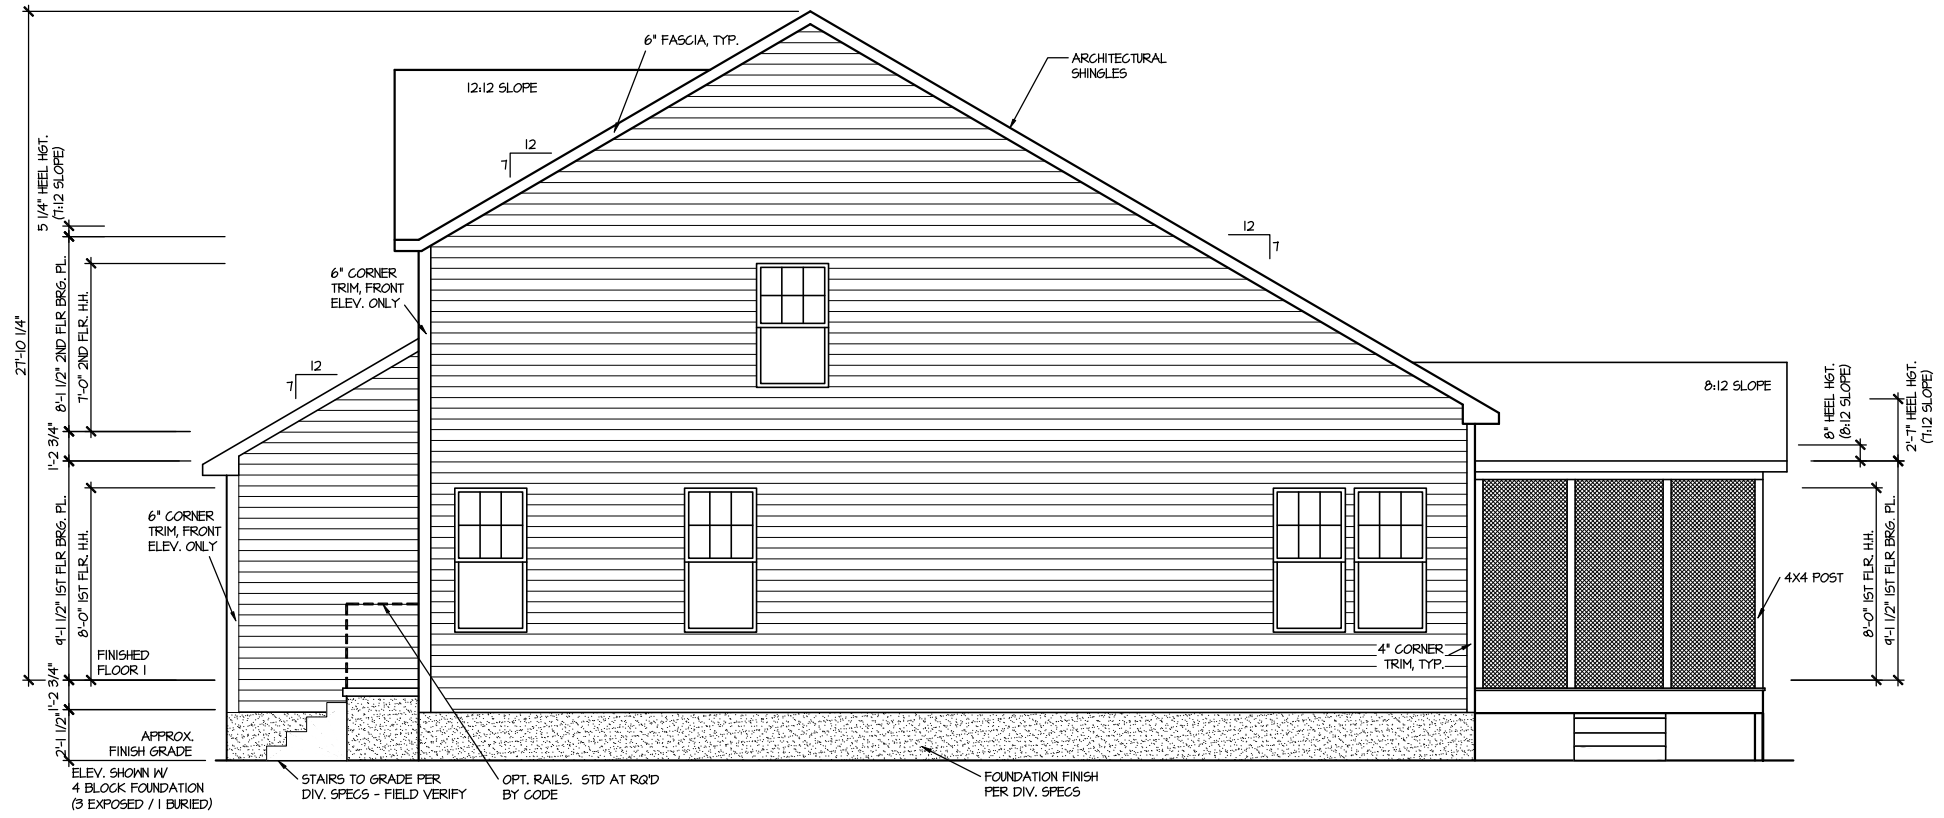 6" FASCIA, TYP.
ARCHITECTURAL
SHINGLES
12:12 SLOPE
12
7
12
7
12
7
8:12 SLOPE
6" CORNER
TRIM, FRONT
ELEV. ONLY
6" CORNER
TRIM, FRONT
ELEV. ONLY
27'-10 1/4"
5 1/4" HEEL HGT.
(7:12 SLOPE)
8'-1 1/2" 2ND FLR BRG. PL.
7'-0" 2ND FLR. H.H.
1'-2 3/4"
9'-1 1/2" 1ST FLR BRG. PL.
8'-0" 1ST FLR. H.H.
1'-2 3/4"
2'-1 1/2"
FINISHED
FLOOR 1
APPROX.
FINISH GRADE
ELEV. SHOWN W/
4 BLOCK FOUNDATION
(3 EXPOSED / 1 BURIED)
STAIRS TO GRADE PER
DIV. SPECS - FIELD VERIFY
OPT. RAILS. STD AT RQ'D
BY CODE
FOUNDATION FINISH
PER DIV. SPECS
4" CORNER
TRIM, TYP.
4X4 POST
8" HEEL HGT.
(8:12 SLOPE)
2'-7" HEEL HGT.
(7:12 SLOPE)
8'-0" 1ST FLR. H.H.
9'-1 1/2" 1ST FLR BRG. PL.